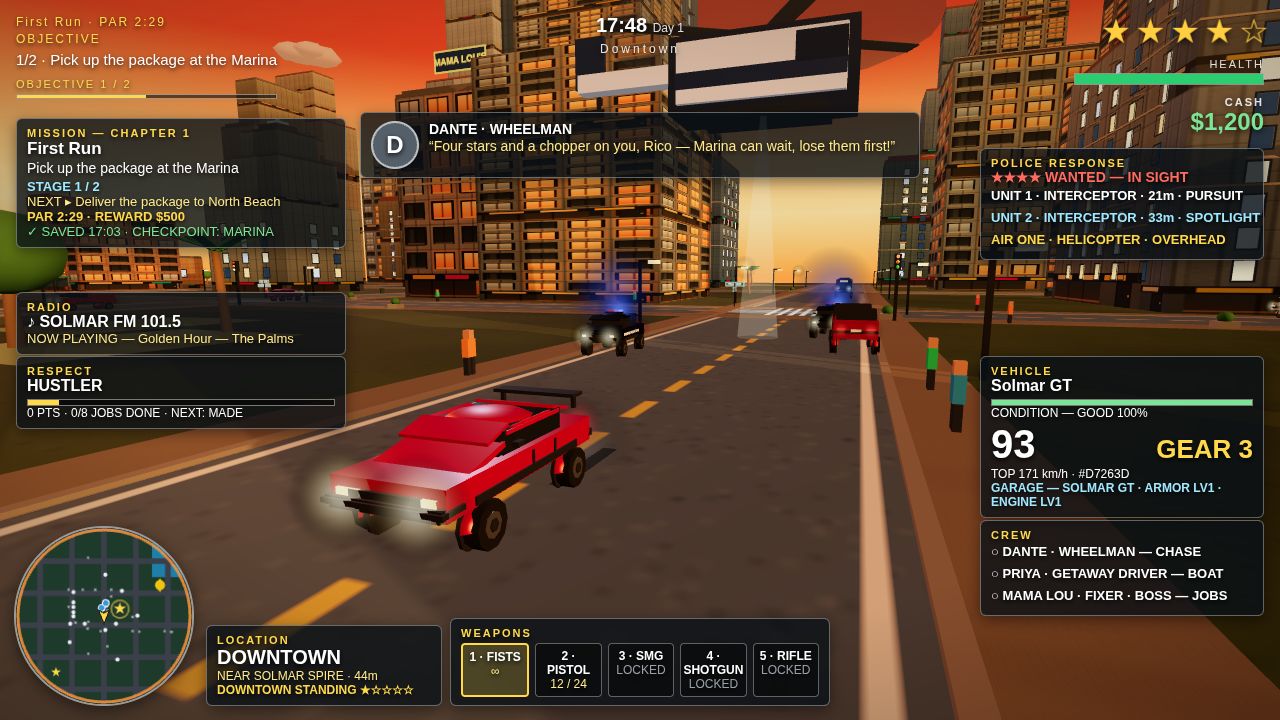 First Run · PAR 2:29
OBJECTIVE
1/2 · Pick up the package at the Marina
OBJECTIVE 1 / 2
17:48 Day 1
Downtown
★★★★☆
HEALTH
CASH
$1,200
MAMA LOU'S
MISSION — CHAPTER 1
First Run
Pick up the package at the Marina
STAGE 1 / 2
NEXT ▸ Deliver the package to North Beach
PAR 2:29 · REWARD $500
✓ SAVED 17:03 · CHECKPOINT: MARINA
D
DANTE · WHEELMAN
“Four stars and a chopper on you, Rico — Marina can wait, lose them first!”
POLICE RESPONSE
★★★★ WANTED — IN SIGHT
UNIT 1 · INTERCEPTOR · 21m · PURSUIT
UNIT 2 · INTERCEPTOR · 33m · SPOTLIGHT
AIR ONE · HELICOPTER · OVERHEAD
RADIO
♪ SOLMAR FM 101.5
NOW PLAYING — Golden Hour — The Palms
RESPECT
HUSTLER
0 PTS · 0/8 JOBS DONE · NEXT: MADE
VEHICLE
Solmar GT
CONDITION — GOOD 100%
93 GEAR 3
TOP 171 km/h · #D7263D
GARAGE — SOLMAR GT · ARMOR LV1 ·
ENGINE LV1
CREW
○ DANTE · WHEELMAN — CHASE
○ PRIYA · GETAWAY DRIVER — BOAT
○ MAMA LOU · FIXER · BOSS — JOBS
LOCATION
DOWNTOWN
NEAR SOLMAR SPIRE · 44m
DOWNTOWN STANDING ★☆☆☆☆
WEAPONS
1 · FISTS
∞
2 ·
PISTOL
12 / 24
3 · SMG
LOCKED
4 ·
SHOTGUN
LOCKED
5 · RIFLE
LOCKED